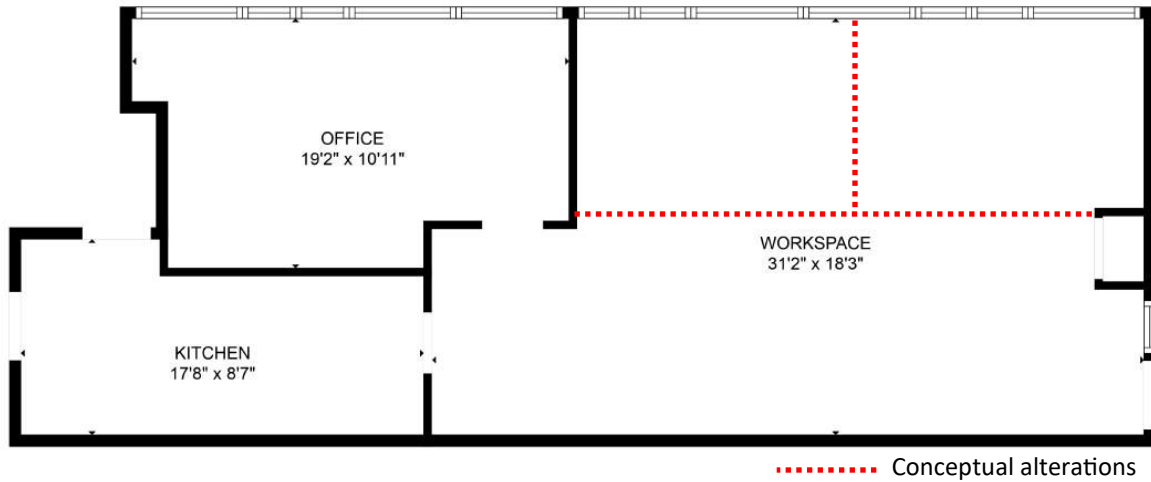 OFFICE
19'2" x 10'11"
WORKSPACE
31'2" x 18'3"
KITCHEN
17'8" x 8'7"
Conceptual alterations